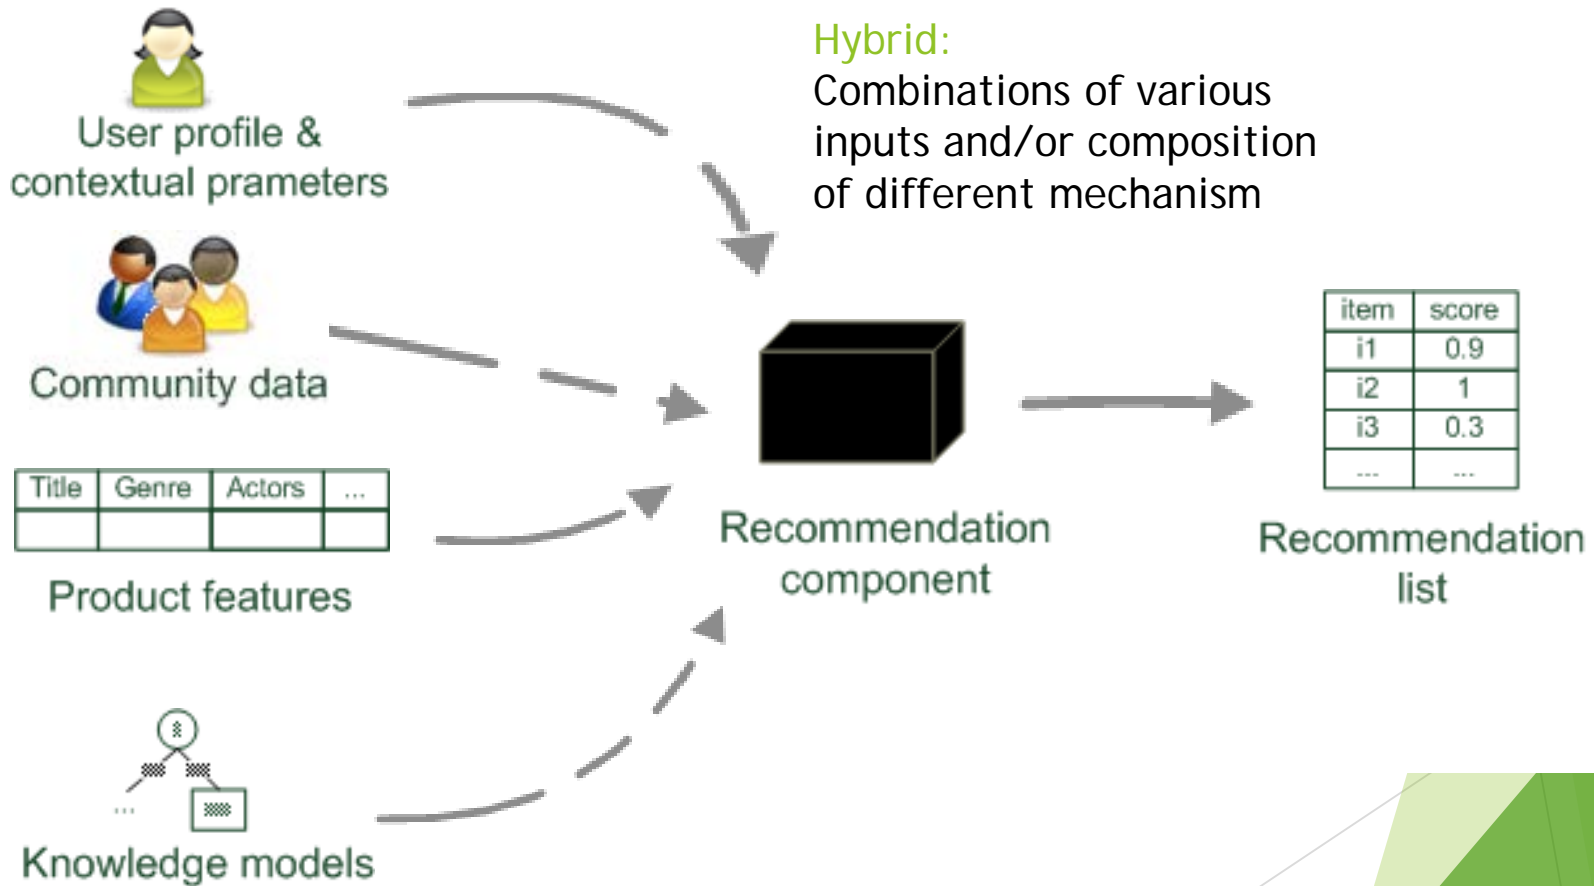 Hybrid:
Combinations of various
inputs and/or composition
of different mechanism
User profile &
contextual prameters
Community data
Title Genre Actors ...
Product features
...
Knowledge models
Recommendation
component
item score
i1 0.9
i2 1
i3 0.3
... ...
Recommendation
list